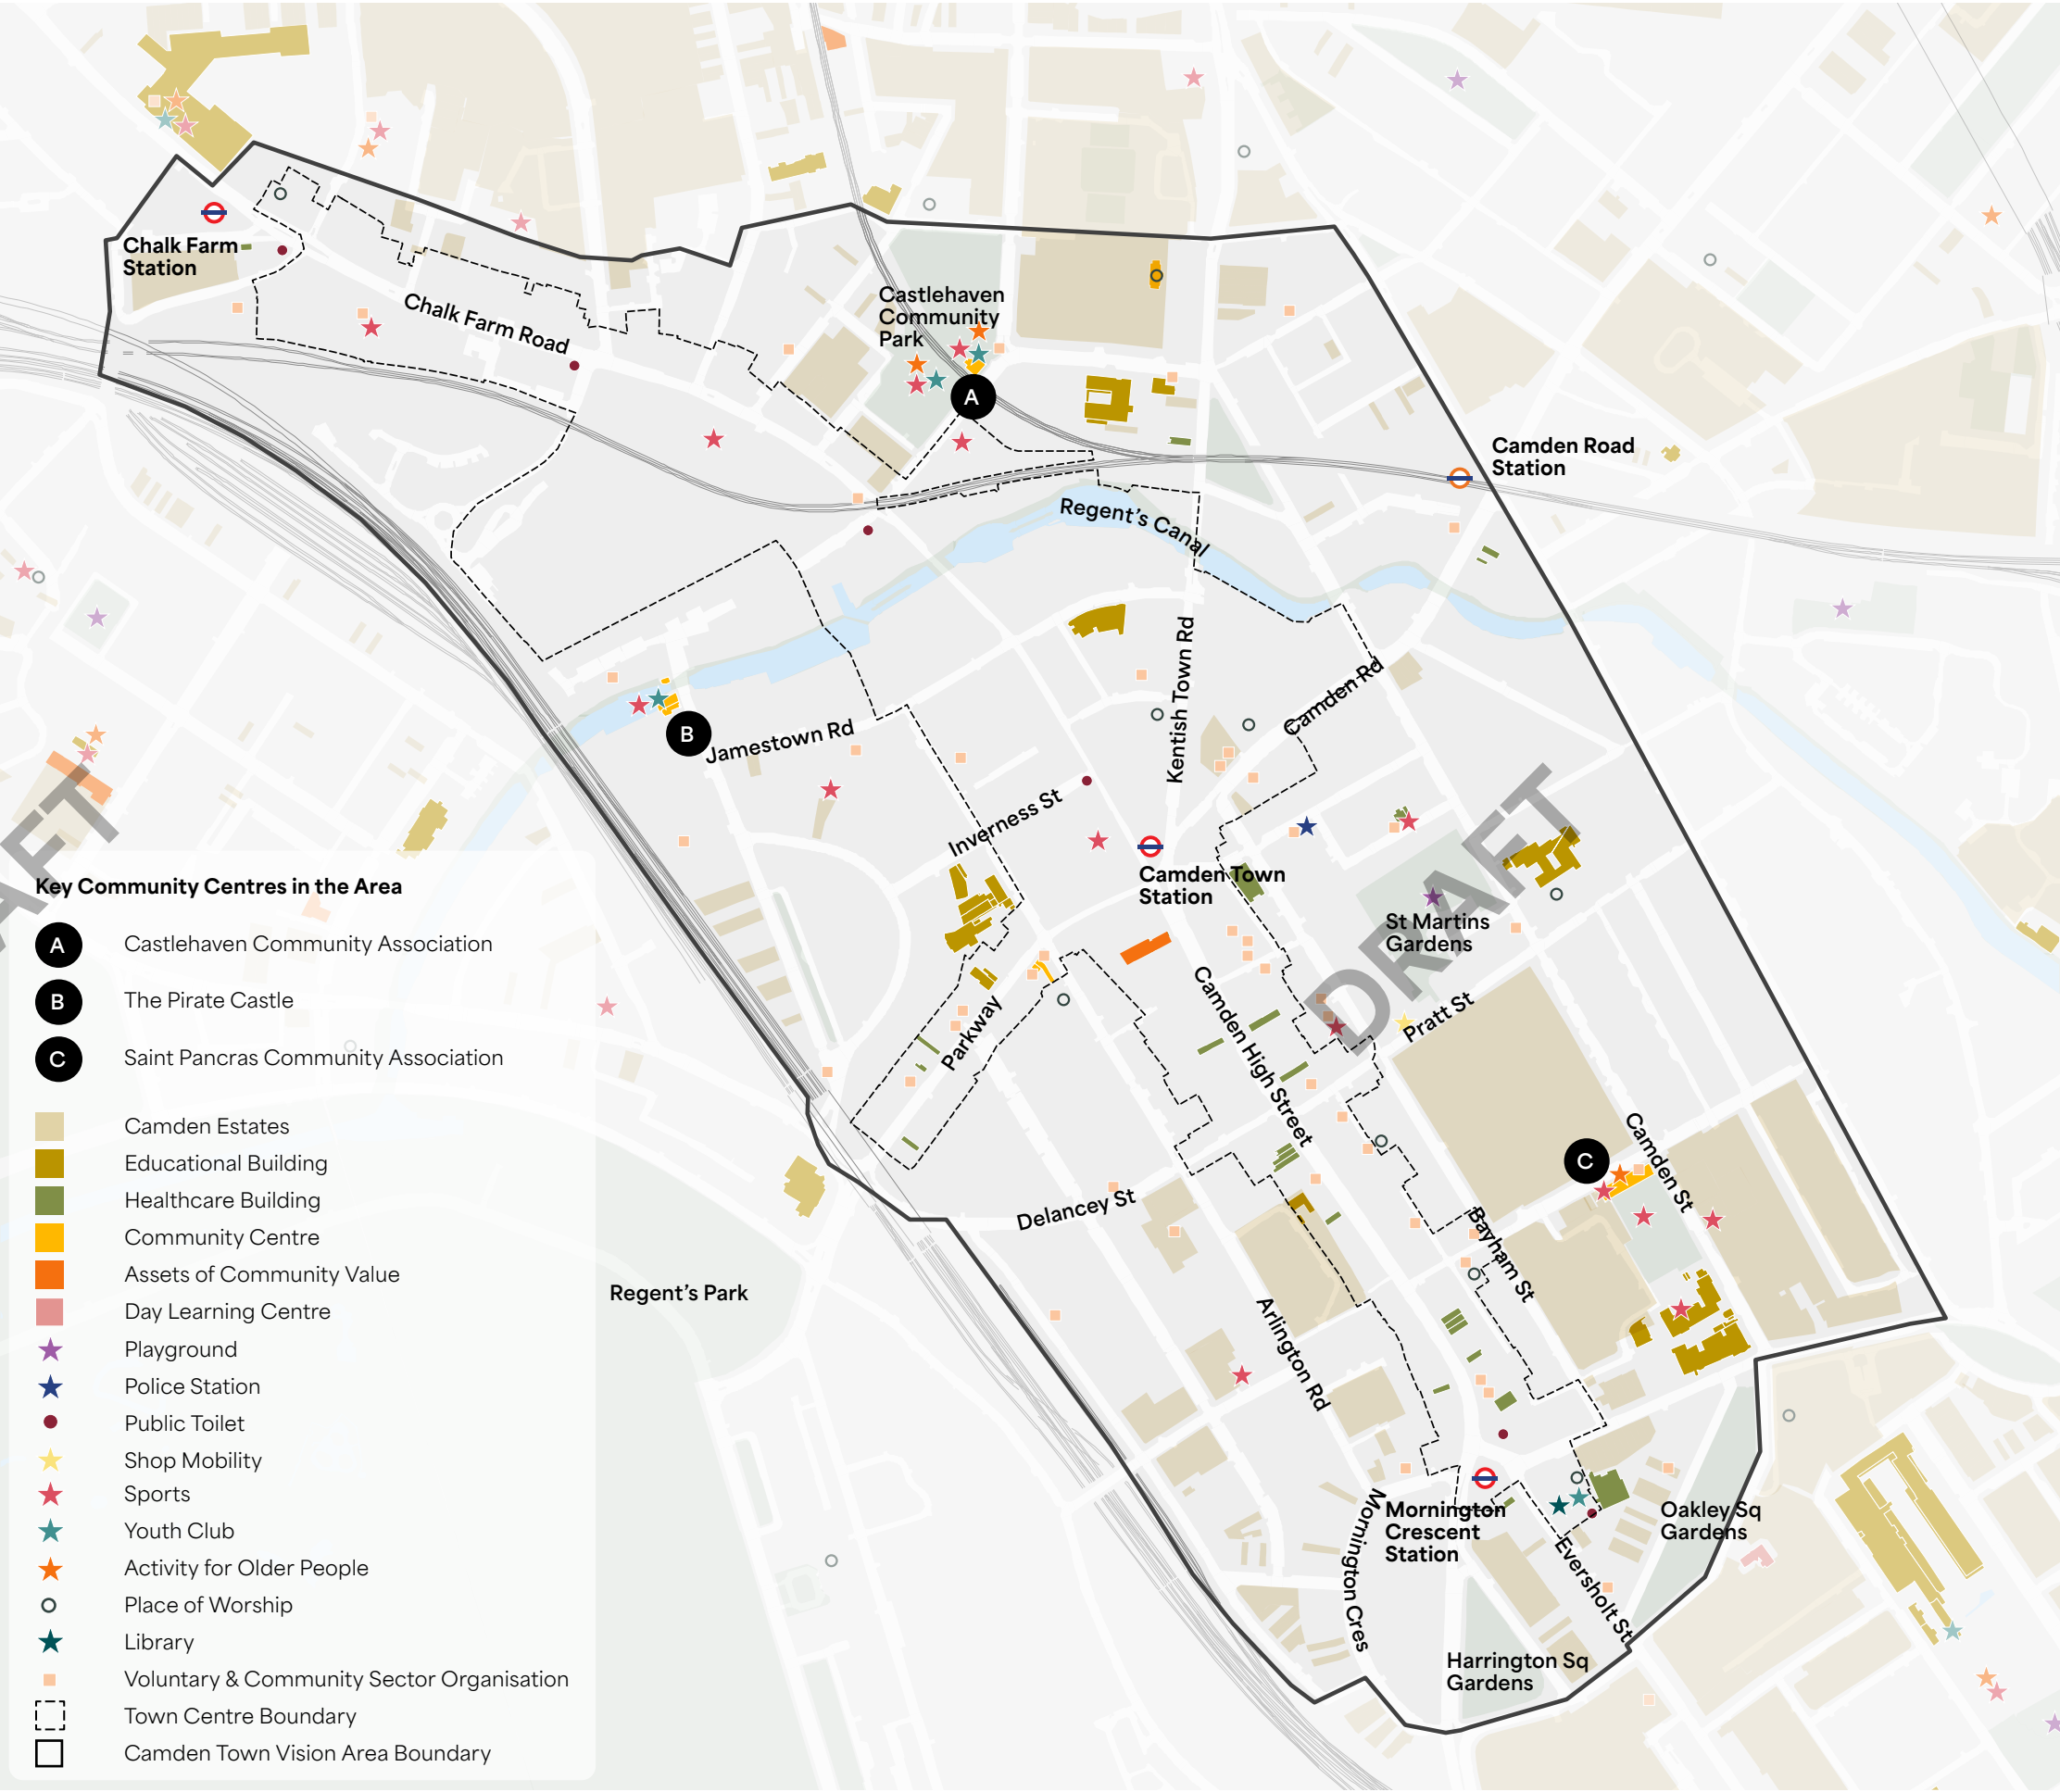 Chalk Farm
Station
Chalk Farm Road
Castlehaven
Community
Park
A
Camden Road
Station
Regent's Canal
Kentish Town Rd
Camden Rd
B
Jamestown Rd
Inverness St
Camden Town
Station
St Martins
Gardens
DRAFT
AFT
Pratt St
Parkway
Camden High Street
C
Camden St
Delancey St
Bayham St
Regent's Park
Arlington Rd
Mornington
Crescent
Station
Mornington Cres
Oakley Sq
Gardens
Eversholt St
Harrington Sq
Gardens
Key Community Centres in the Area
A Castlehaven Community Association
B The Pirate Castle
C Saint Pancras Community Association
Camden Estates
Educational Building
Healthcare Building
Community Centre
Assets of Community Value
Day Learning Centre
Playground
Police Station
Public Toilet
Shop Mobility
Sports
Youth Club
Activity for Older People
Place of Worship
Library
Voluntary & Community Sector Organisation
Town Centre Boundary
Camden Town Vision Area Boundary